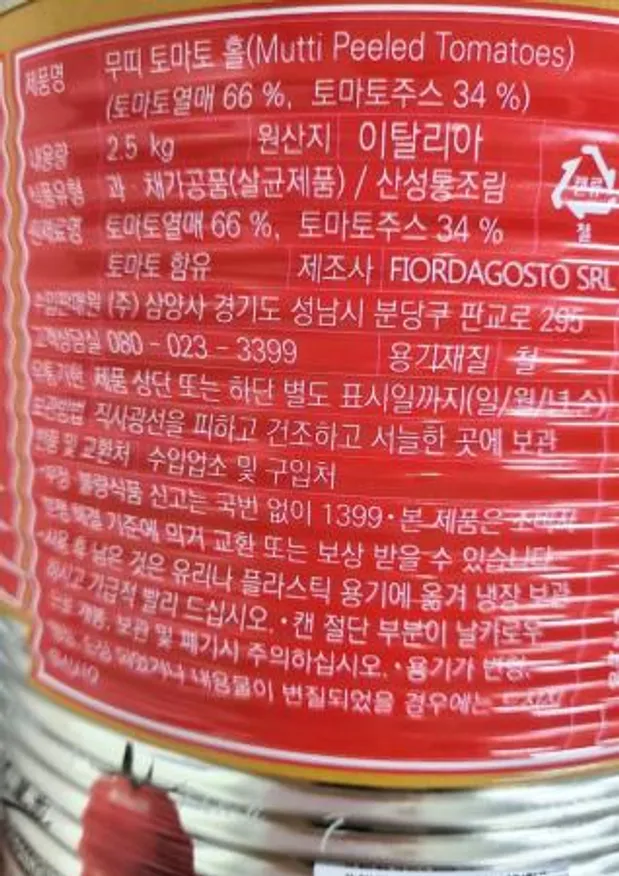 제품명 무띠 토마토 홀(Mutti Peeled Tomatoes)
(토마토열매 66 %, 토마토주스 34 %)
내용량 2.5 kg 원산지 이탈리아
식품유형 과·채가공품(살균제품) / 산성통조림
원재료명 토마토열매 66 %, 토마토주스 34 %
토마토 함유 제조사 FIORDAGOSTO SRL
수입판매원 (주) 삼양사 경기도 성남시 분당구 판교로 295
고객상담실 080 - 023 - 3399 용기재질 철
유통기한 제품 상단 또는 하단 별도 표시일까지(일/월/년순)
보관방법 직사광선을 피하고 건조하고 서늘한 곳에 보관
반품 및 교환처 수입업소 및 구입처
불량식품 신고는 국번 없이 1399·본 제품은
기준에 의거 교환 또는 보상 받을 수 있습니다
사용 후 남은 것은 유리나 플라스틱 용기에 옮겨 냉장 보관
하시고 가급적 빨리 드십시오.·캔 절단 부분이 날카로우
개봉, 보관 및 폐기시 주의하십시오.·용기가 변형,
내용물이 변질되었을 경우에는
철